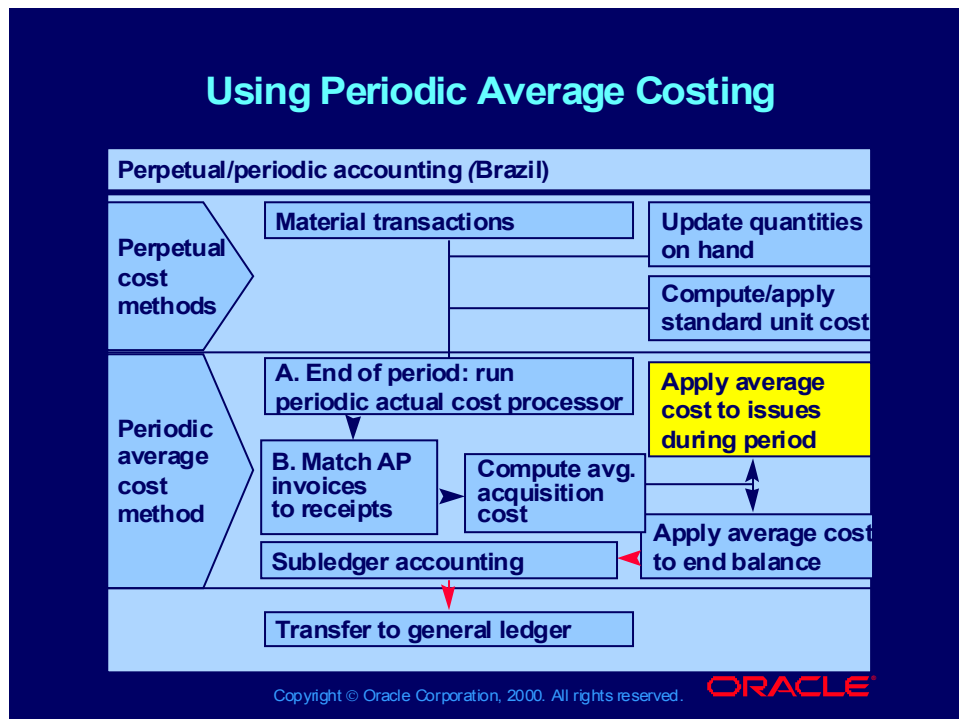 Using Periodic Average Costing
Perpetual/periodic accounting (Brazil)
Perpetual
cost
methods
Material transactions
Update quantities
on hand
Compute/apply
standard unit cost
Periodic
average
cost
method
A. End of period: run
periodic actual cost processor
Apply average
cost to issues
during period
B. Match AP
invoices
to receipts
Compute avg.
acquisition
cost
Apply average cost
to end balance
Subledger accounting
Transfer to general ledger
Copyright © Oracle Corporation, 2000. All rights reserved.
ORACLE®